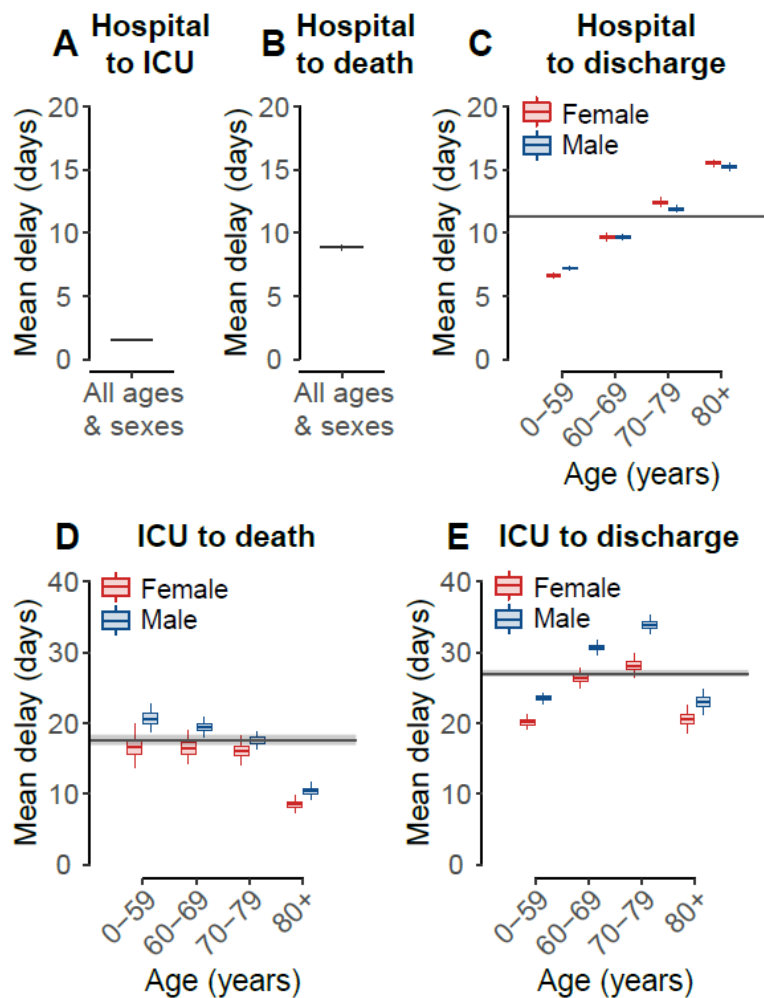 A Hospital
to ICU
Mean delay (days)
20
15
10
5
0
All ages
& sexes
B Hospital
to death
Mean delay (days)
20
15
10
5
0
All ages
& sexes
C Hospital
to discharge
Mean delay (days)
20
15
10
5
0
Female
Male
0−59
60−69
70−79
80+
Age (years)
D ICU to death
Mean delay (days)
40
30
20
10
0
Female
Male
0−59
60−69
70−79
80+
Age (years)
E ICU to discharge
Mean delay (days)
40
30
20
10
0
Female
Male
0−59
60−69
70−79
80+
Age (years)